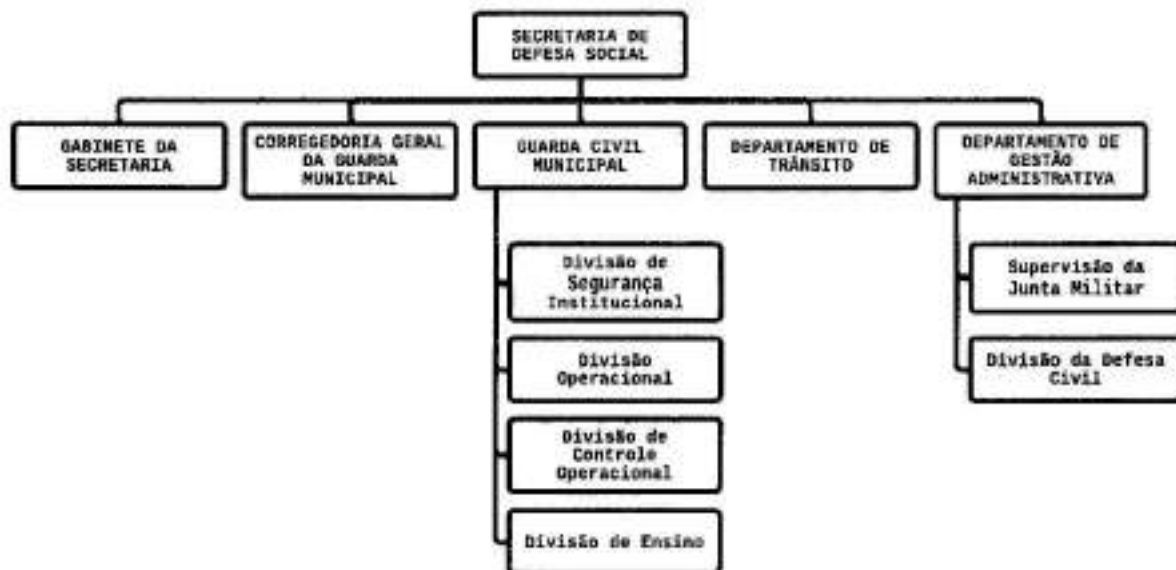 SECRETARIA DE
DEFESA SOCIAL
GABINETE DA
SECRETARIA
CORREGEDORIA GERAL
DA GUARDA
MUNICIPAL
GUARDA CIVIL
MUNICIPAL
DEPARTAMENTO DE
TRÂNSITO
DEPARTAMENTO DE
GESTÃO
ADMINISTRATIVA
Divisão de
Segurança
Institucional
Divisão
Operacional
Divisão de
Controle
Operacional
Divisão de Ensino
Supervisão da
Junta Militar
Divisão da Defesa
Civil